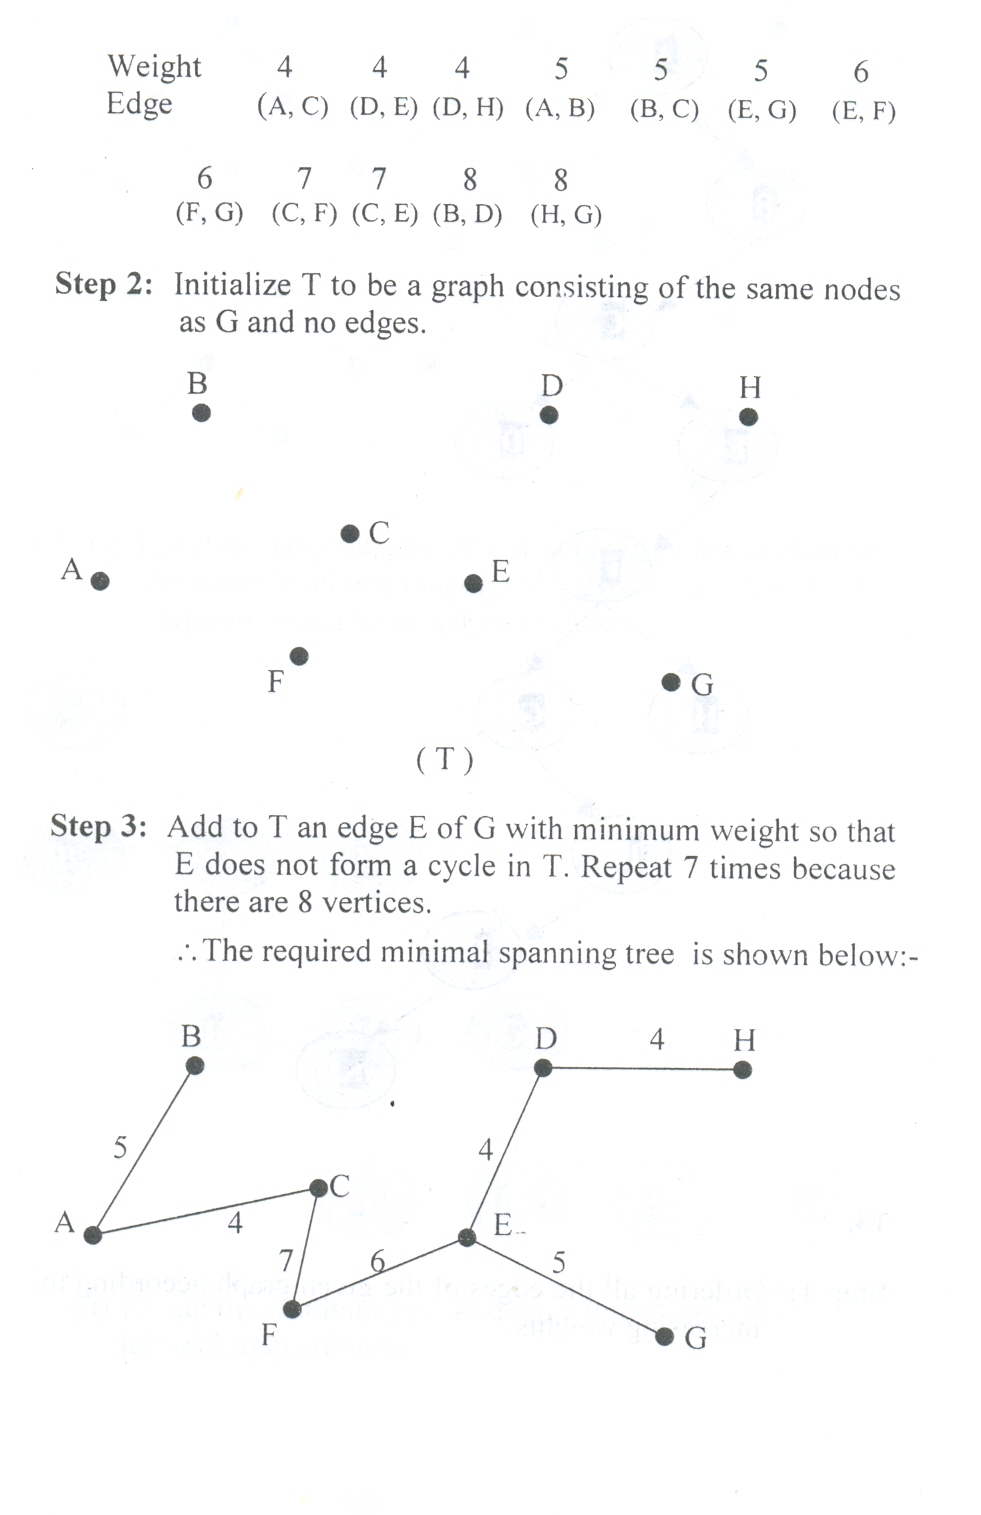 Weight 4 4 4 5 5 5 6
Edge (A, C) (D, E) (D, H) (A, B) (B, C) (E, G) (E, F)
6 7 7 8 8
(F, G) (C, F) (C, E) (B, D) (H, G)
Step 2: Initialize T to be a graph consisting of the same nodes
as G and no edges.
B D H
C
A E
F G
( T )
Step 3: Add to T an edge E of G with minimum weight so that
E does not form a cycle in T. Repeat 7 times because
there are 8 vertices.
∴ The required minimal spanning tree is shown below:-
B D 4 H
5 4
C
A 4 E
7 6 5
F G